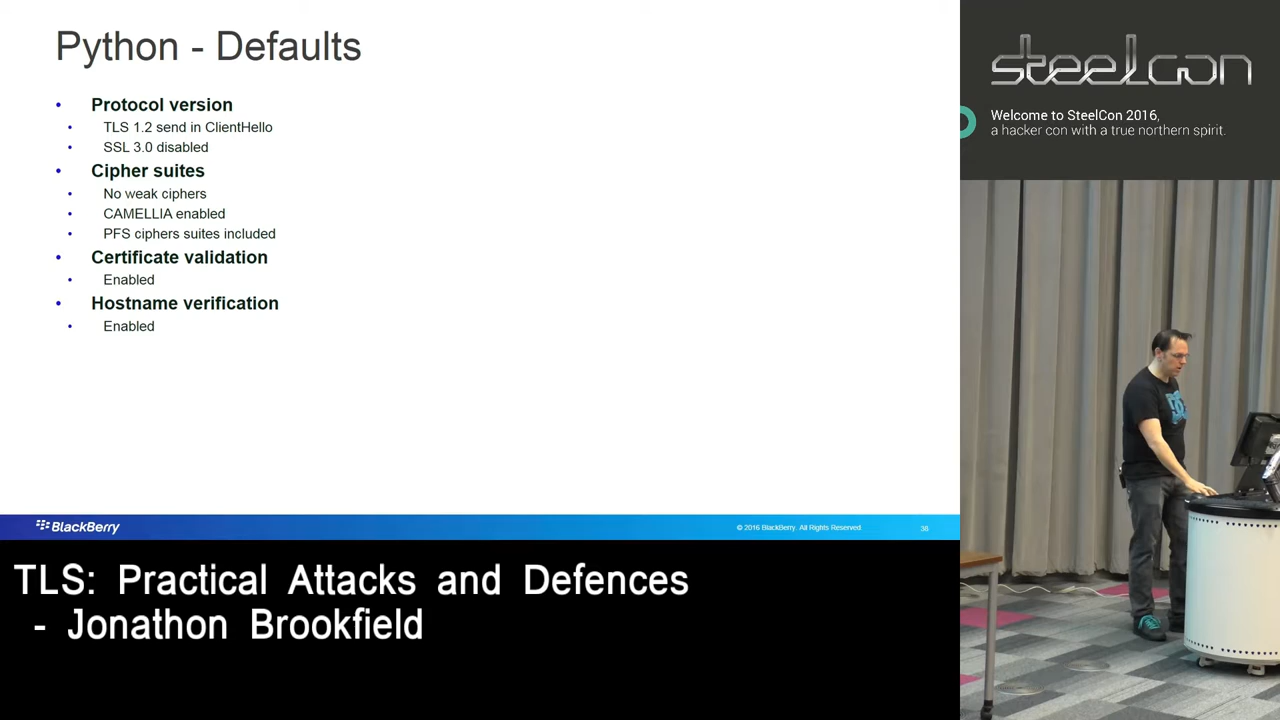 Python - Defaults
• Protocol version
• TLS 1.2 send in ClientHello
• SSL 3.0 disabled
• Cipher suites
• No weak ciphers
• CAMELLIA enabled
• PFS ciphers suites included
• Certificate validation
• Enabled
• Hostname verification
• Enabled
BlackBerry
© 2016 BlackBerry. All Rights Reserved.
38
TLS: Practical Attacks and Defences
- Jonathon Brookfield
steelcon
Welcome to SteelCon 2016,
a hacker con with a true northern spirit.